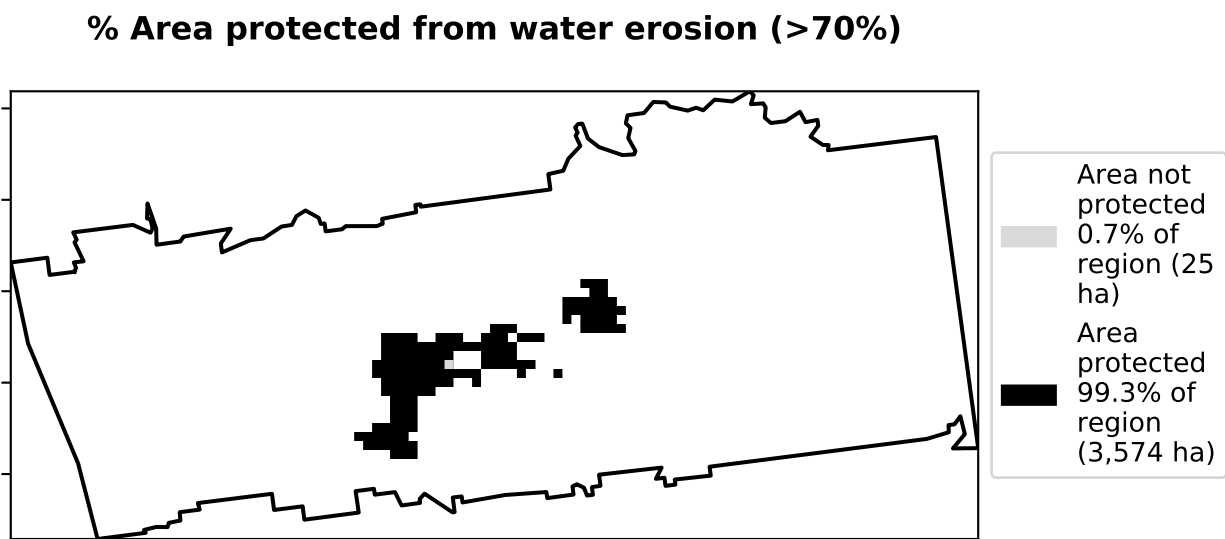 % Area protected from water erosion (>70%)
Area not
protected
0.7% of
region (25
ha)
Area
protected
99.3% of
region
(3,574 ha)